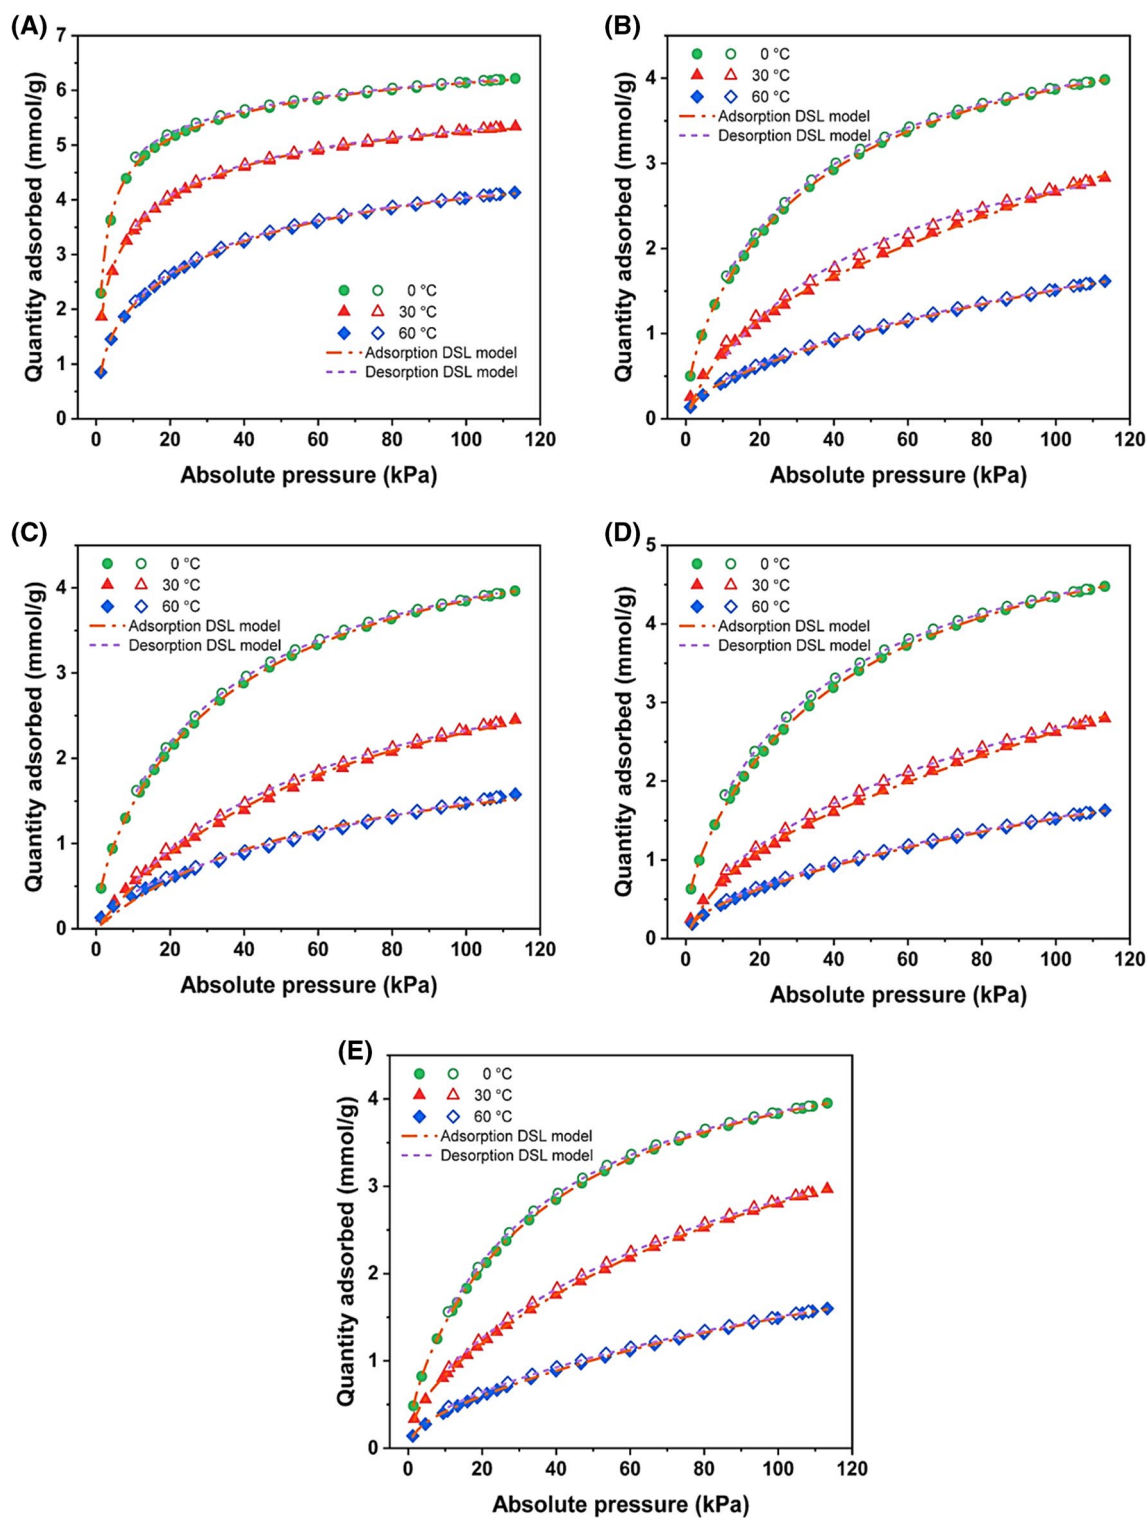 (A)
7
6
5
4
3
2
1
0
0 20 40 60 80 100 120
Quantity adsorbed (mmol/g)
Absolute pressure (kPa)
0 °C
30 °C
60 °C
Adsorption DSL model
Desorption DSL model
(B)
0 °C
30 °C
60 °C
Adsorption DSL model
Desorption DSL model
4
3
2
1
0
0 20 40 60 80 100 120
Quantity adsorbed (mmol/g)
Absolute pressure (kPa)
(C)
0 °C
30 °C
60 °C
Adsorption DSL model
Desorption DSL model
4
3
2
1
0
0 20 40 60 80 100 120
Quantity adsorbed (mmol/g)
Absolute pressure (kPa)
(D)
0 °C
30 °C
60 °C
Adsorption DSL model
Desorption DSL model
5
4
3
2
1
0
0 20 40 60 80 100 120
Quantity adsorbed (mmol/g)
Absolute pressure (kPa)
(E)
0 °C
30 °C
60 °C
Adsorption DSL model
Desorption DSL model
4
3
2
1
0
0 20 40 60 80 100 120
Quantity adsorbed (mmol/g)
Absolute pressure (kPa)